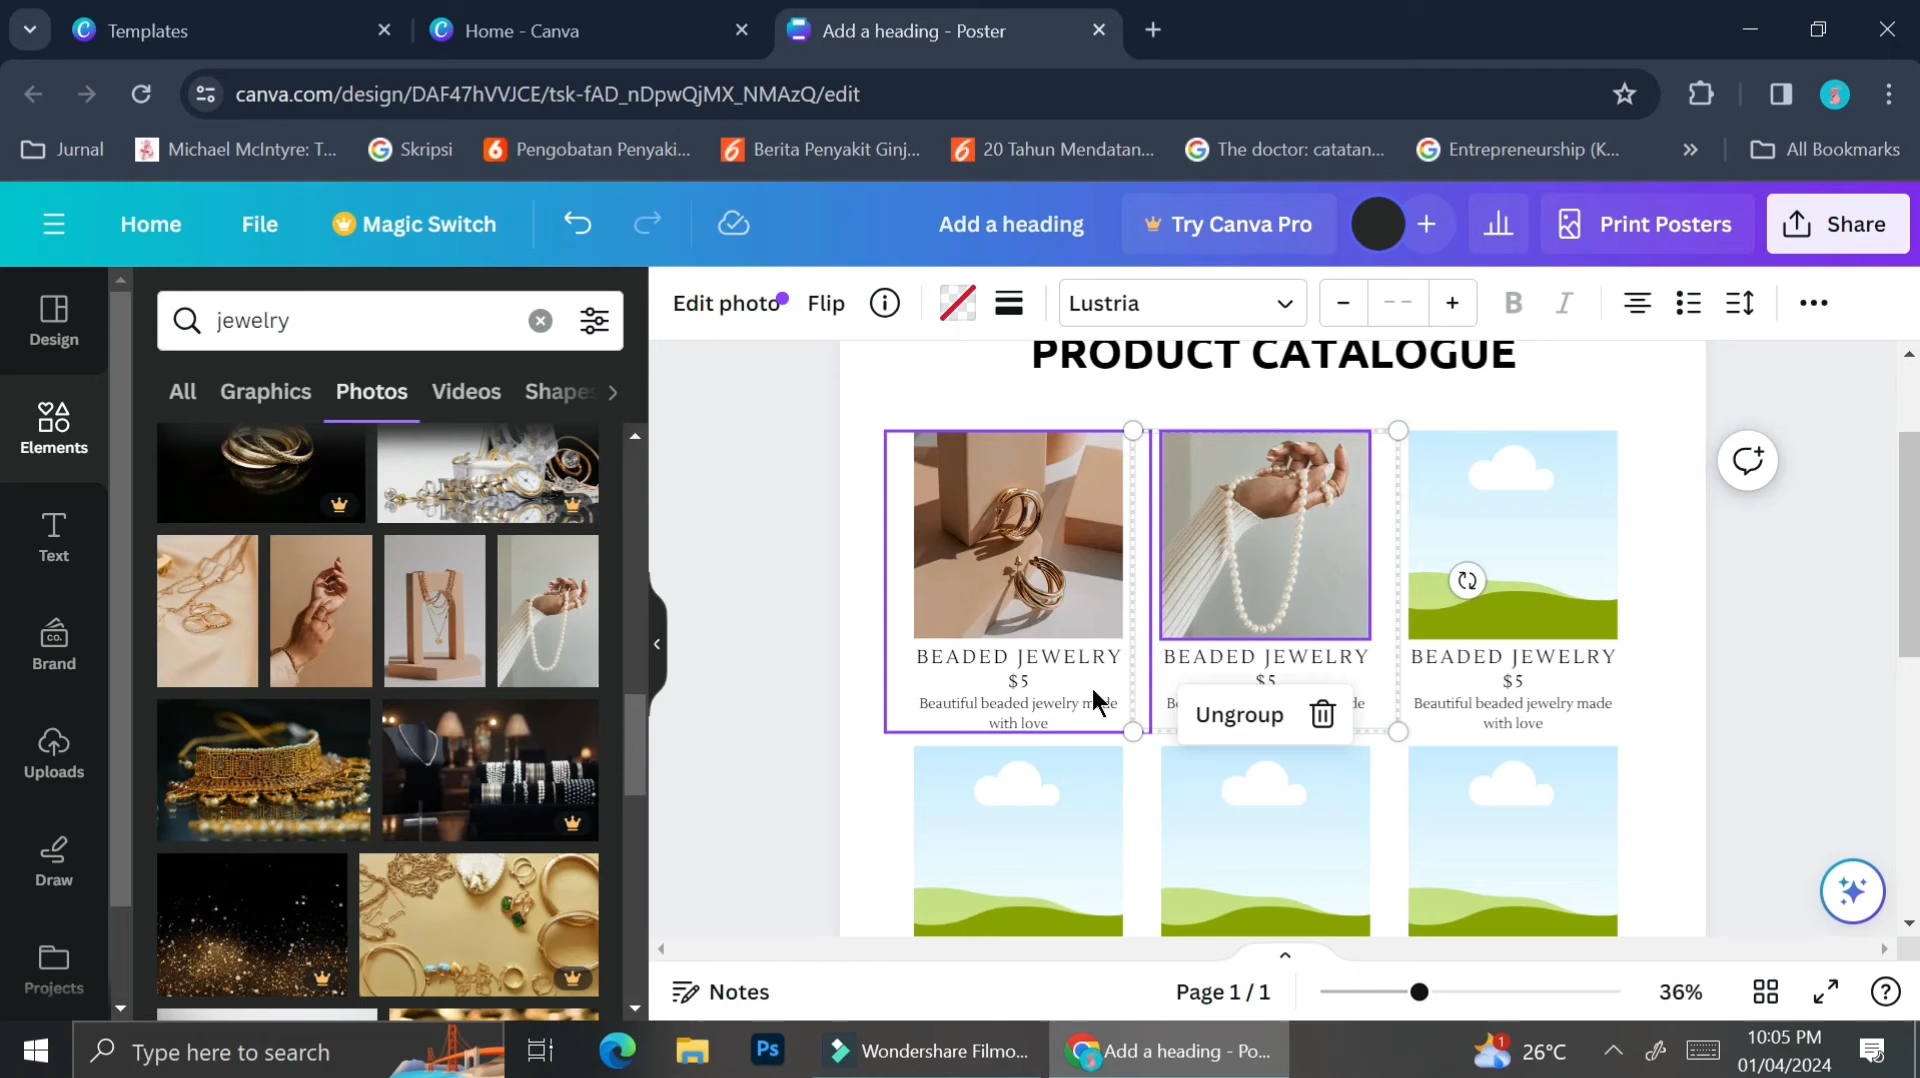 Templates
Home - Canva
Add a heading - Poster
canva.com/design/DAF47hVVJCE/tsk-fAD_nDpwQjMX_NMAzQ/edit
Jurnal
Michael McIntyre: T...
Skripsi
Pengobatan Penyaki...
Berita Penyakit Ginj...
20 Tahun Mendatan...
The doctor: catatan...
Entrepreneurship (K...
All Bookmarks
Home
File
Magic Switch
Add a heading
Try Canva Pro
Print Posters
Share
Design
Elements
Text
CO.
Brand
Uploads
Draw
Projects
jewelry
All
Graphics
Photos
Videos
Shapes
Edit photo
Flip
Lustria
- -
B
I
PRODUCT CATALOGUE
BEADED JEWELRY
$5
Beautiful beaded jewelry made
with love
BEADED JEWELRY
$5
Ungroup
BEADED JEWELRY
$5
Beautiful beaded jewelry made
with love
Notes
Page 1 / 1
36%
Type here to search
Ps
Wondershare Filmo...
Add a heading - Po...
1
26°C
10:05 PM
01/04/2024